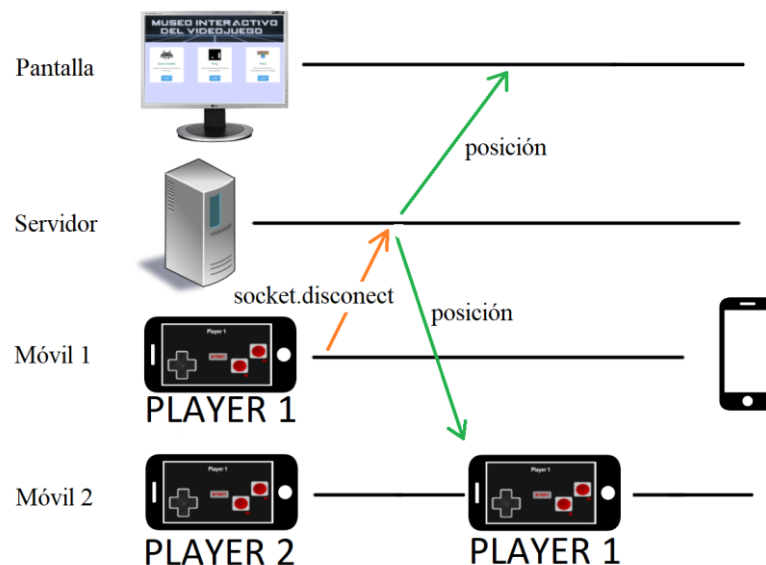 MUSEO INTERACTIVO
DEL VIDEOJUEGO
Pantalla
posición
Servidor
socket.disconect
posición
Player 1
START
Móvil 1
PLAYER 1
Player 1
START
Player 1
START
Móvil 2
PLAYER 2
PLAYER 1